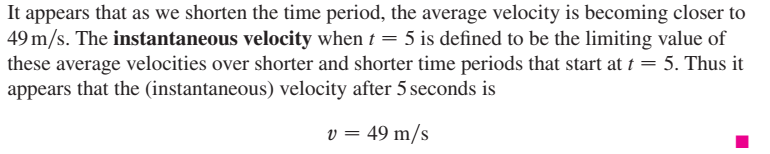 It appears that as we shorten the time period, the average velocity is becoming closer to
49 m/s. The instantaneous velocity when t = 5 is defined to be the limiting value of
these average velocities over shorter and shorter time periods that start at t = 5. Thus it
appears that the (instantaneous) velocity after 5 seconds is
v = 49 m/s